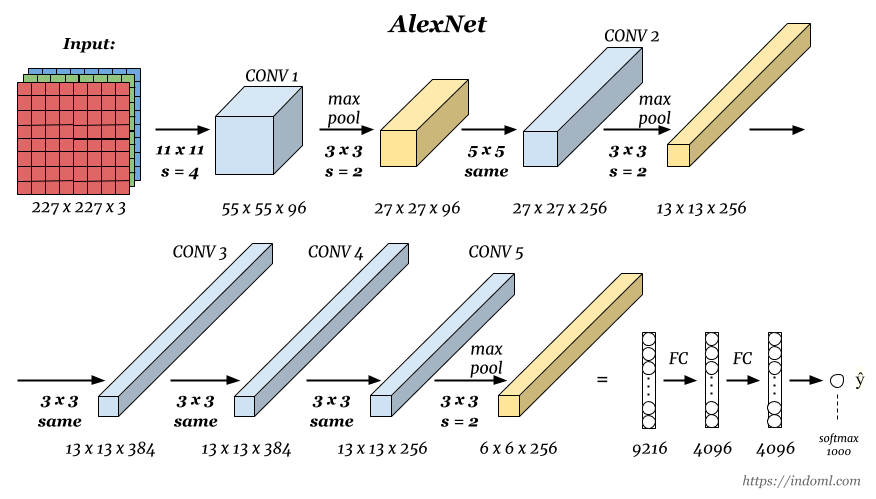 AlexNet
Input:
CONV 1
CONV 2
max
pool
max
pool
11 x 11
s = 4
3 x 3
s = 2
5 x 5
same
3 x 3
s = 2
227 x 227 x 3
55 x 55 x 96
27 x 27 x 96
27 x 27 x 256
13 x 13 x 256
CONV 3
CONV 4
CONV 5
max
pool
FC
FC
3 x 3
same
3 x 3
same
3 x 3
same
3 x 3
s = 2
=
ŷ
13 x 13 x 384
13 x 13 x 384
13 x 13 x 256
6 x 6 x 256
9216
4096
4096
softmax
1000
https://indoml.com